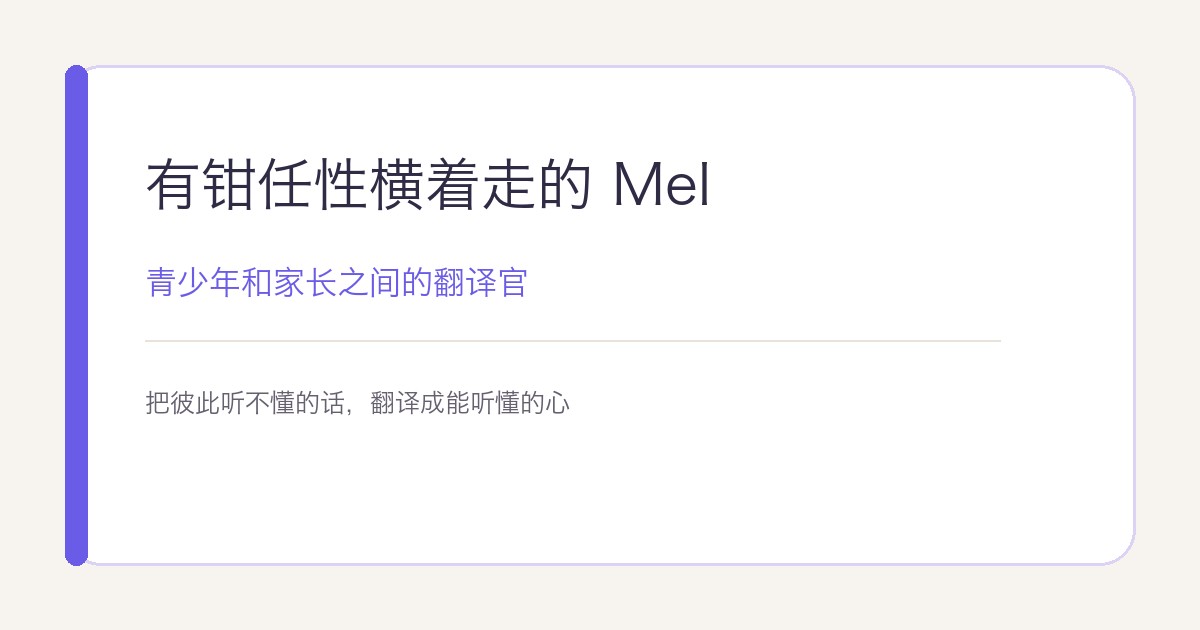 有钳任性横着走的 Mel
青少年和家长之间的翻译官
把彼此听不懂的话，翻译成能听懂的心